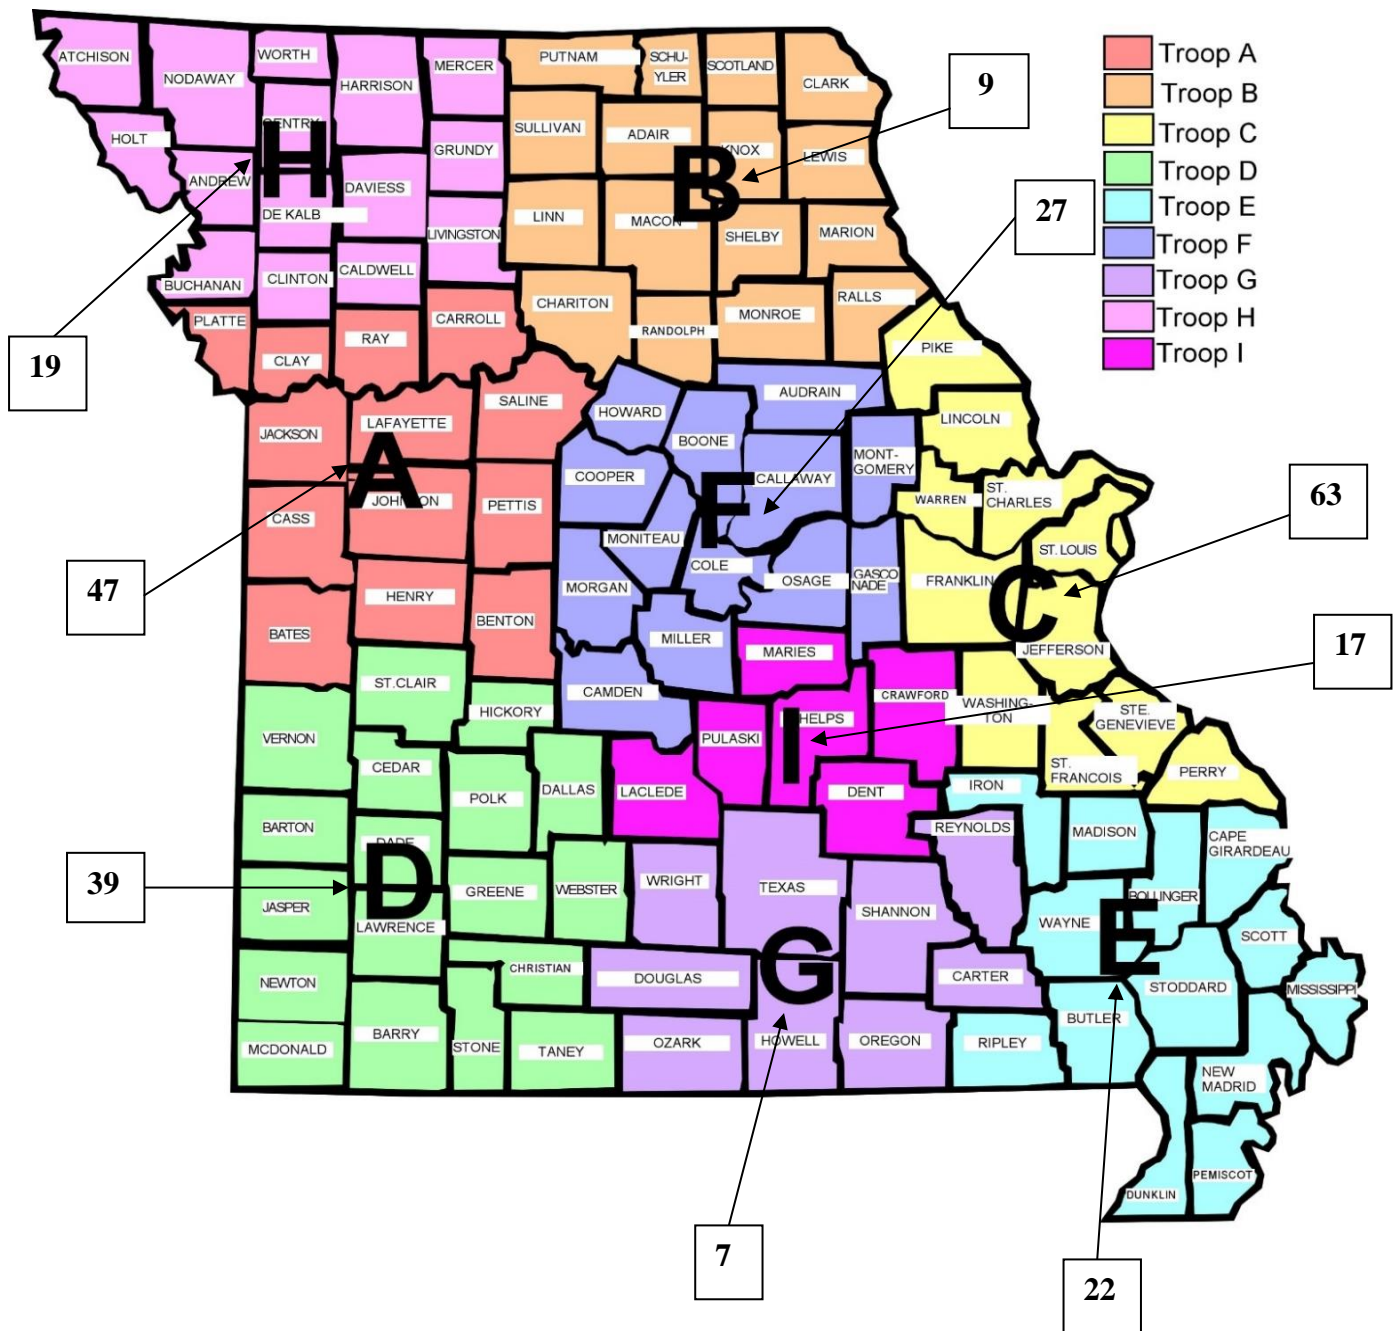 ATCHISON
NODAWAY
WORTH
HARRISON
MERCER
PUTNAM
SCHU-
YLER
SCOTLAND
CLARK
HOLT
GENTRY
GRUNDY
SULLIVAN
ADAIR
KNOX
LEWIS
ANDREW
H
DAVIESS
B
DE KALB
LIVINGSTON
LINN
MACON
SHELBY
MARION
BUCHANAN
CLINTON
CALDWELL
CHARITON
RANDOLPH
MONROE
RALLS
PLATTE
CLAY
RAY
CARROLL
PIKE
JACKSON
LAFAYETTE
SALINE
HOWARD
BOONE
AUDRAIN
LINCOLN
A
CASS
JOHNSON
PETTIS
COOPER
F
CALLAWAY
MONT-
GOMERY
WARREN
ST.
CHARLES
ST. LOUIS
MONITEAU
COLE
OSAGE
GASCO
NADE
FRANKLIN
C
JEFFERSON
BATES
HENRY
BENTON
MORGAN
MILLER
MARIES
ST.CLAIR
HICKORY
CAMDEN
PULASKI
I
PHELPS
CRAWFORD
WASHING-
TON
STE.
GENEVIEVE
ST.
FRANCOIS
PERRY
VERNON
CEDAR
POLK
DALLAS
LACLEDE
DENT
IRON
REYNOLDS
MADISON
CAPE
GIRARDEAU
BARTON
DADE
D
GREENE
WEBSTER
WRIGHT
TEXAS
SHANNON
WAYNE
BOLLINGER
E
SCOTT
JASPER
LAWRENCE
CHRISTIAN
DOUGLAS
G
CARTER
STODDARD
MISSISSIPPI
NEWTON
BARRY
STONE
TANEY
OZARK
HOWELL
OREGON
RIPLEY
BUTLER
NEW
MADRID
MCDONALD
DUNKLIN
PEMISCOT
Troop A
Troop B
Troop C
Troop D
Troop E
Troop F
Troop G
Troop H
Troop I
9
27
19
63
47
17
39
7
22